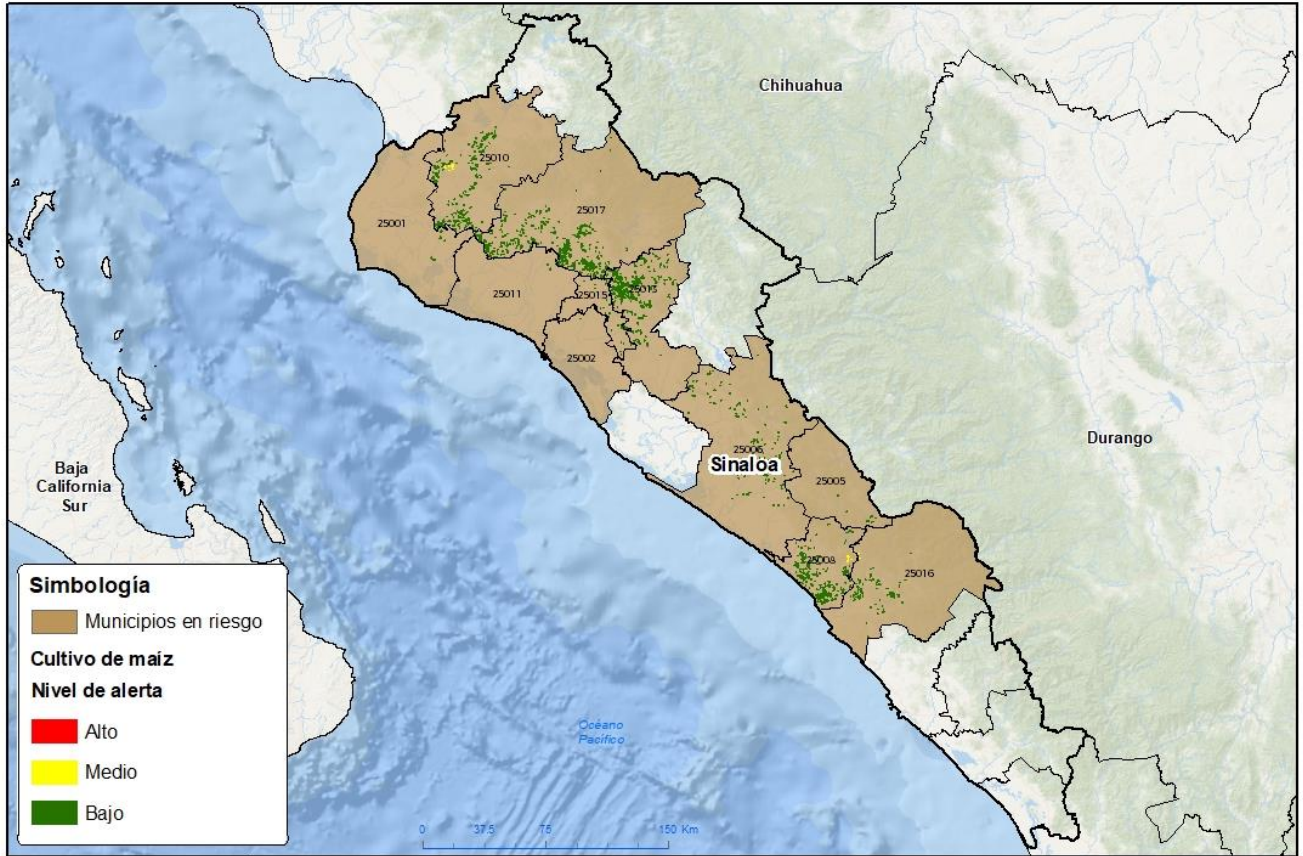 Chihuahua
25010
25017
25001
25011
25015
25013
25002
Durango
25006
Sinaloa
25005
Baja
California
Sur
25008
25016
Simbología
Municipios en riesgo
Cultivo de maíz
Nivel de alerta
Alto
Medio
Bajo
Océano
Pacífico
0 37.5 75 150 Km